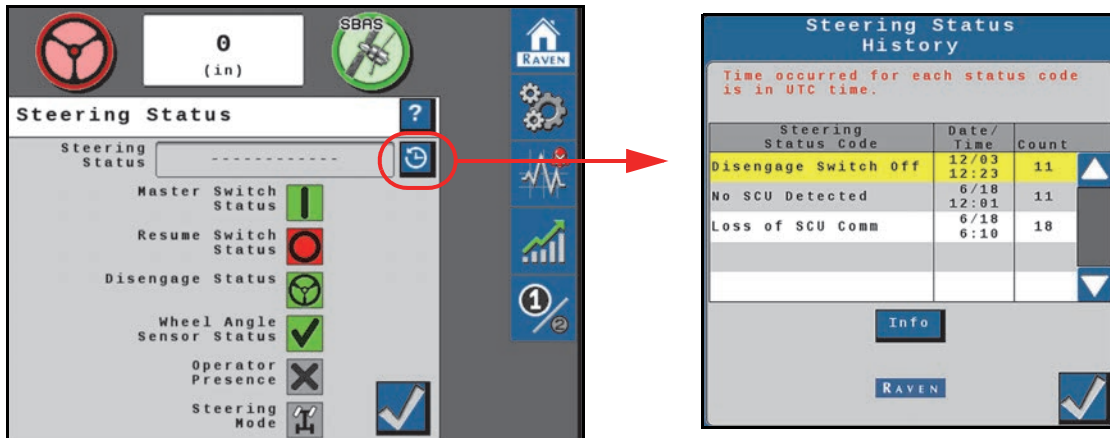 SBAS
0
(in)
RAVEN
Steering Status
?
Steering
Status
------------
Master Switch
Status
Resume Switch
Status
Disengage Status
Wheel Angle
Sensor Status
Operator
Presence
Steering
Mode
1/2
Steering Status
History
Time occurred for each status code
is in UTC time.
Steering
Status Code
Date/
Time
Count
Disengage Switch Off
12/03
12:23
11
No SCU Detected
6/18
12:01
11
Loss of SCU Comm
6/18
6:10
18
Info
RAVEN